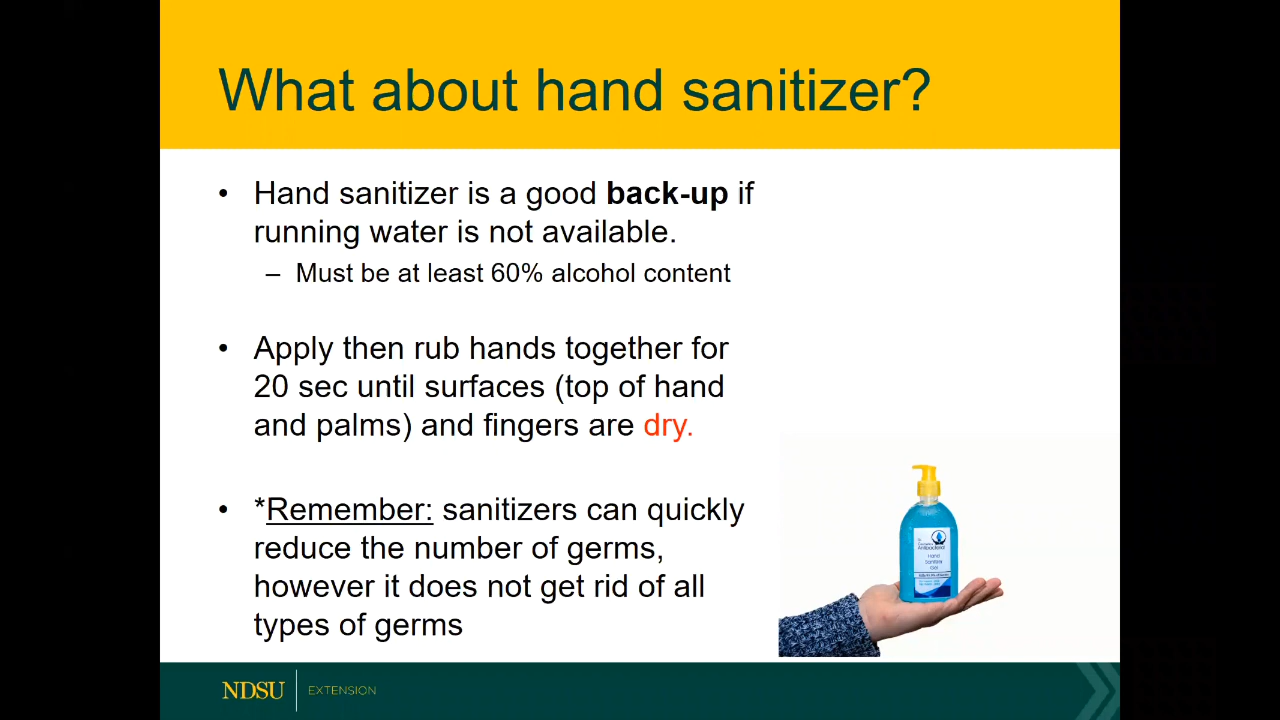 What about hand sanitizer?
• Hand sanitizer is a good back-up if
running water is not available.
– Must be at least 60% alcohol content
• Apply then rub hands together for
20 sec until surfaces (top of hand
and palms) and fingers are dry.
• *Remember: sanitizers can quickly
reduce the number of germs,
however it does not get rid of all
types of germs
Antibacterial
Hand
Sanitizer
Gel
NDSU EXTENSION